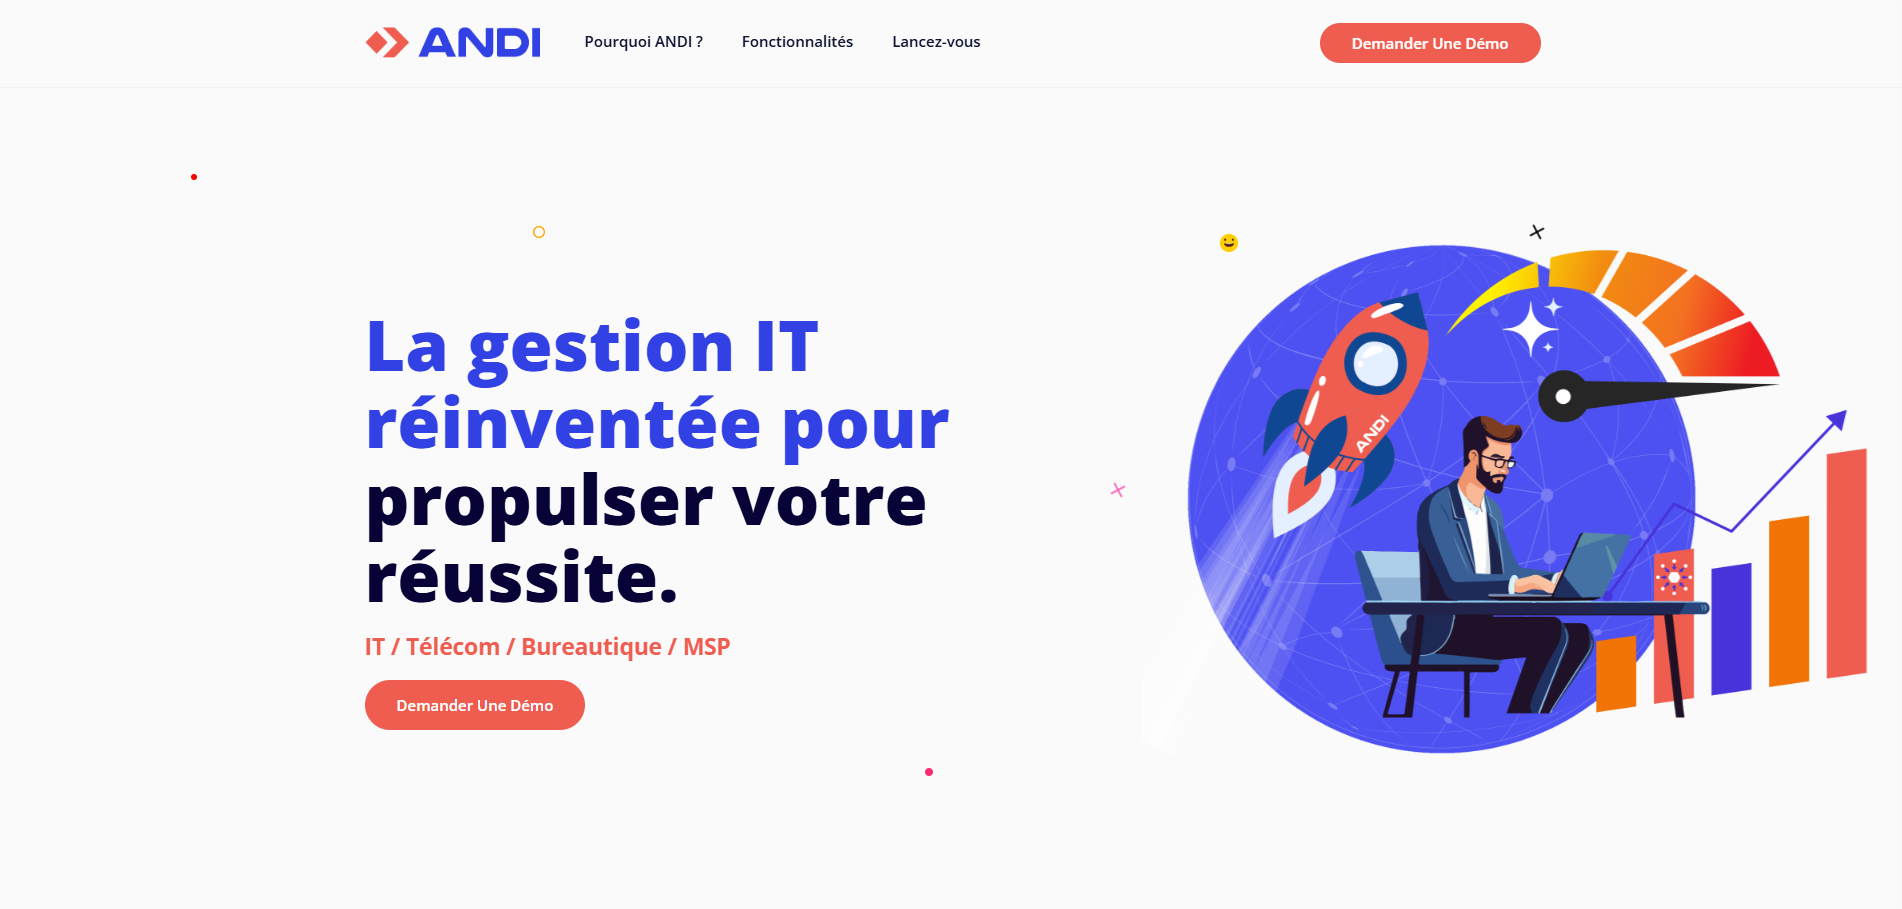 ANDI
Pourquoi ANDI ?
Fonctionnalités
Lancez-vous
Demander Une Démo
La gestion IT
réinventée pour
propulser votre
réussite.
IT / Télécom / Bureautique / MSP
Demander Une Démo
ANDI